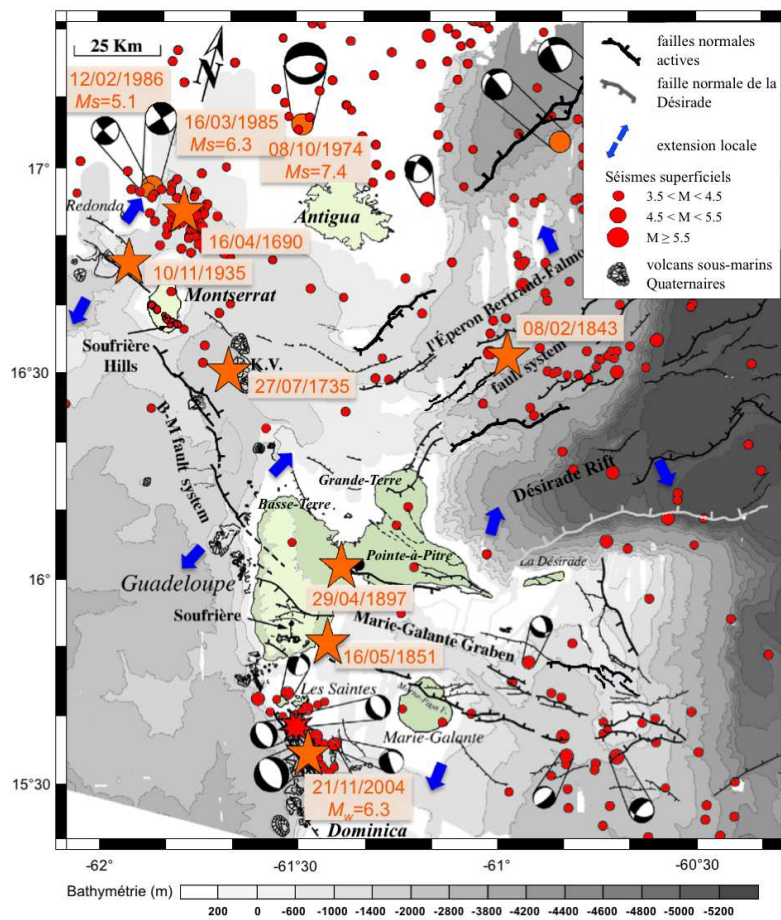 25 Km
N
12/02/1986
Ms=5.1
16/03/1985
Ms=6.3
08/10/1974
Ms=7.4
failles normales
actives
faille normale de la
Désirade
extension locale
Séismes superficiels
3.5 < M < 4.5
4.5 < M < 5.5
M ≥ 5.5
volcans sous-marins
Quaternaires
17°
Redonda
Antigua
16/04/1690
10/11/1935
Montserrat
Soufrière
Hills
l'Éperon Bertrand-Falmo
fault system
08/02/1843
16°30'
K.V.
27/07/1735
B-M fault system
Désirade Rift
Grande-Terre
Basse-Terre
Pointe-à-Pitre
La Désirade
16°
Guadeloupe
29/04/1897
Soufrière
Marie-Galante Graben
16/05/1851
Les Saintes
Marie-Galante
15°30'
21/11/2004
Mw=6.3
Dominica
-62°
-61°30'
-61°
-60°30'
Bathymétrie (m)
200 0 -600 -1000 -1400 -2000 -2800 -3600 -4000 -4400 -4800 -5200